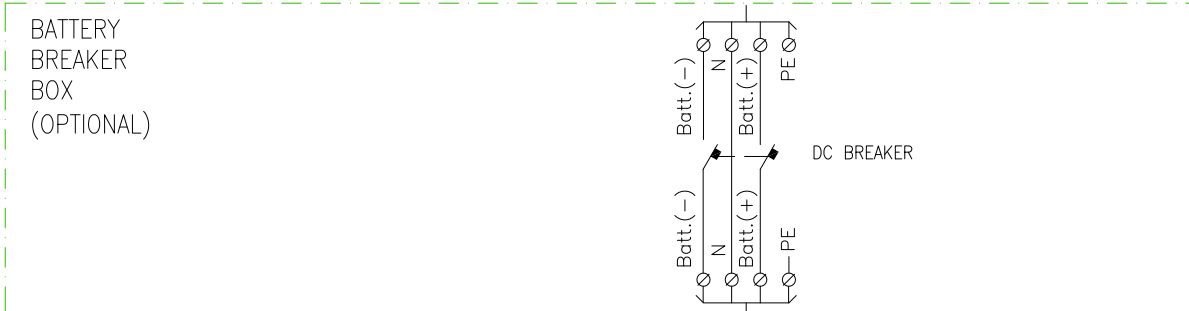 BATTERY
BREAKER
BOX
(OPTIONAL)
Batt.(-)
N
Batt.(+)
PE
DC BREAKER
Batt.(-)
N
Batt.(+)
PE